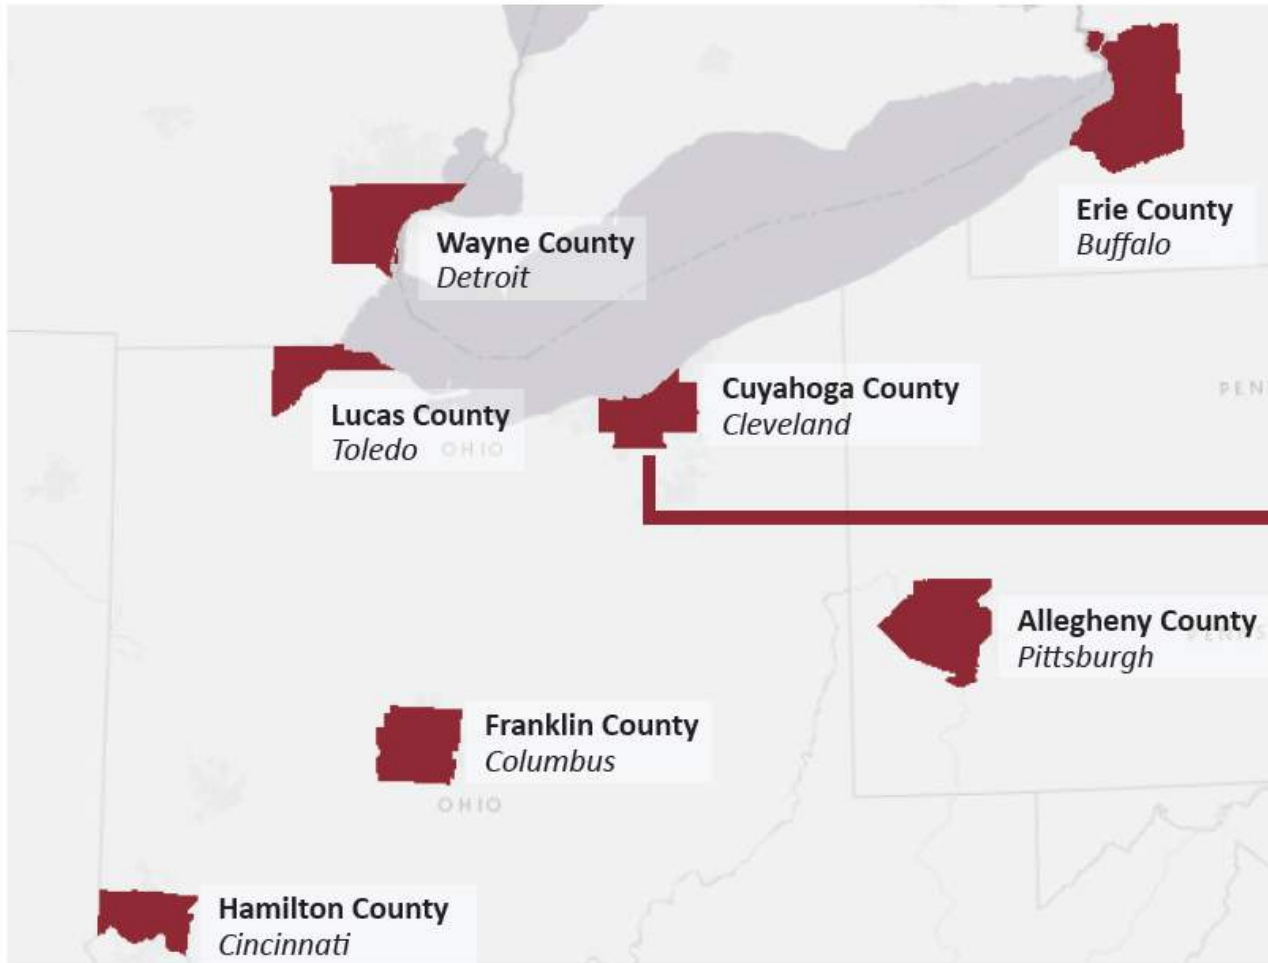 Erie County
Buffalo
Wayne County
Detroit
Cuyahoga County
Cleveland
PEN
Lucas County
Toledo
OHIO
Allegheny County
Pittsburgh
Franklin County
Columbus
OHIO
Hamilton County
Cincinnati